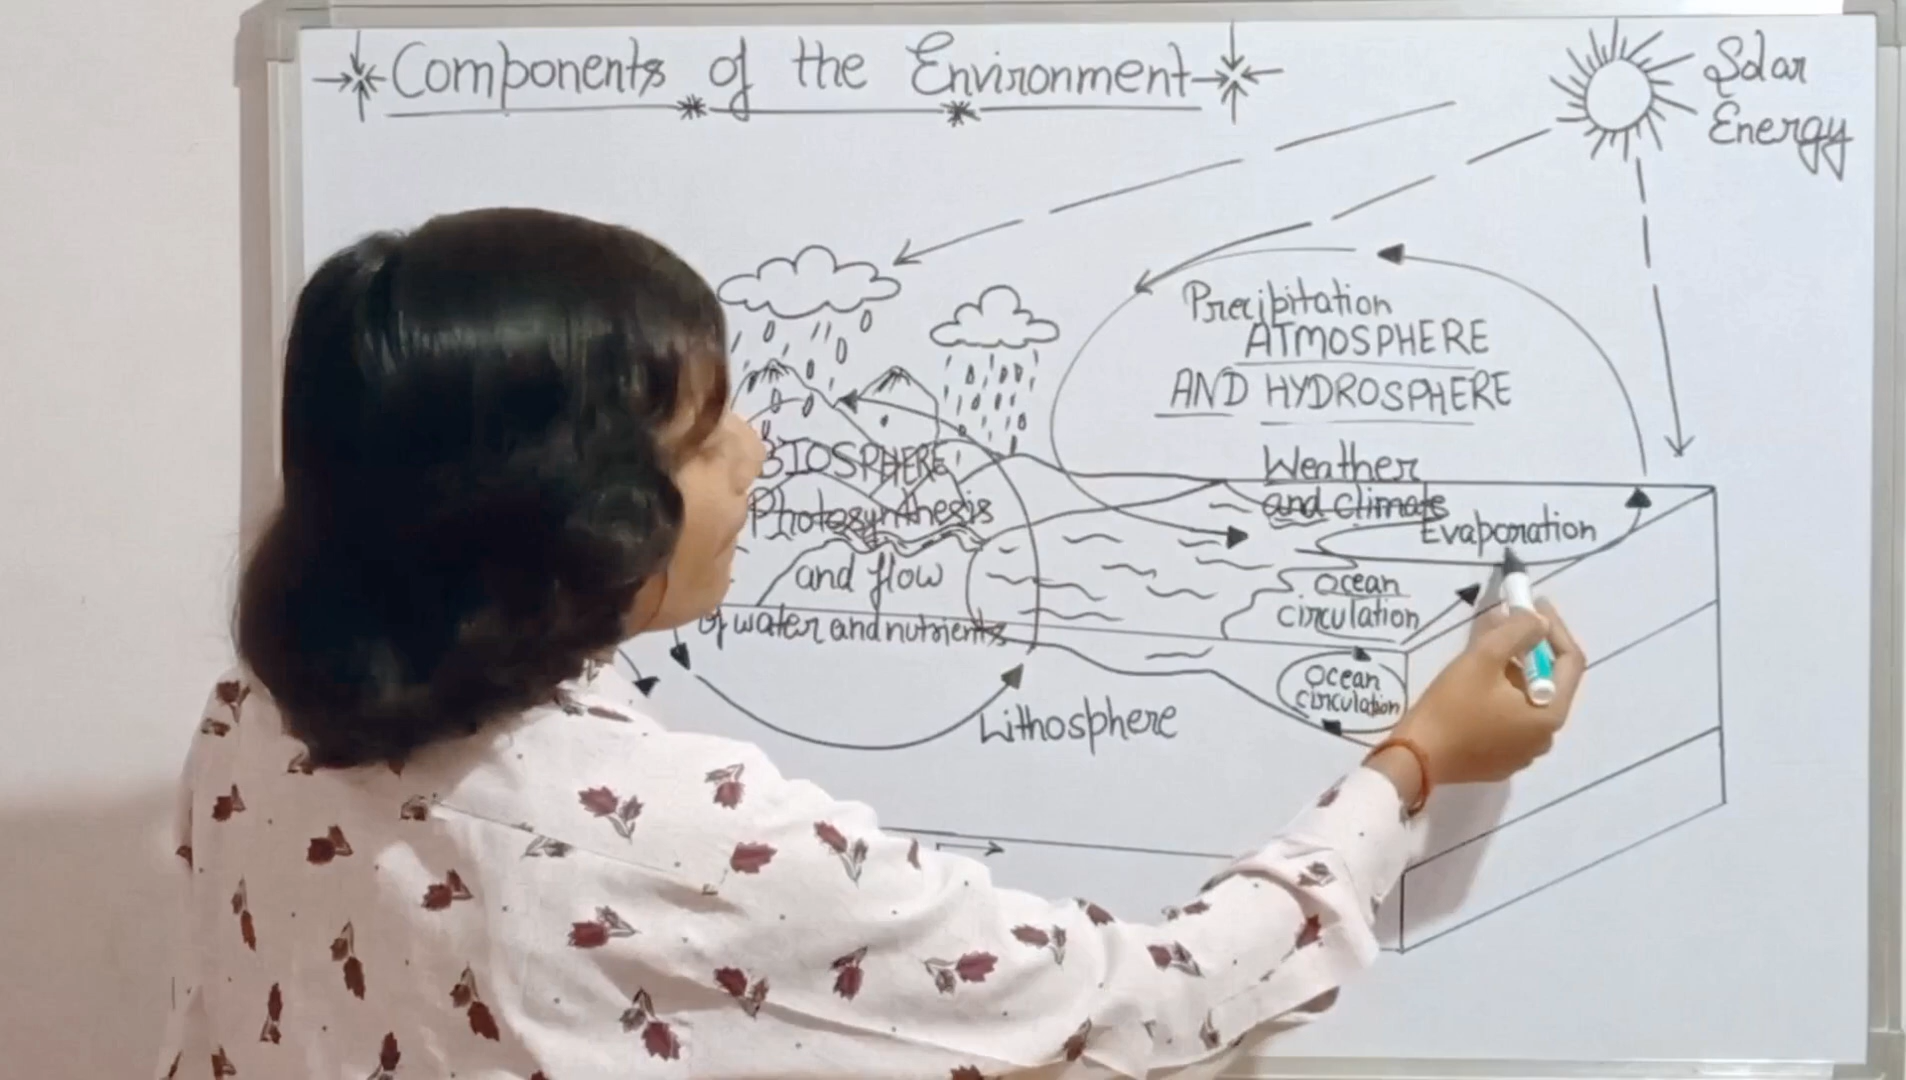 Components of the Environment
Solar
Energy
Precipitation
ATMOSPHERE
AND HYDROSPHERE
Weather
and climate
Evaporation
BIOSPHERE
Photosynthesis
and flow
of water and nutrients
ocean
circulation
Ocean
circulation
Lithosphere